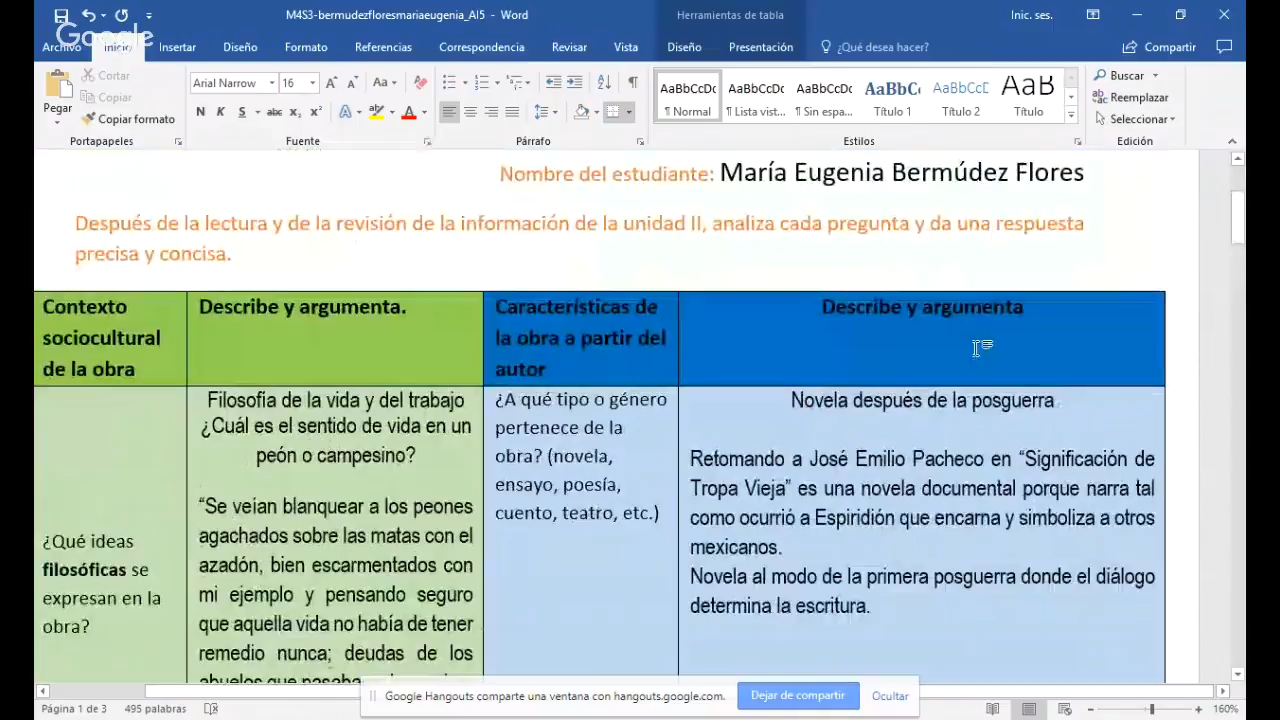 M4S3-bermudezfloresmariaeugenia_AI5 - Word
Herramientas de tabla
Inic. ses.
Google
Archivo
Inicio
Insertar
Diseño
Formato
Referencias
Correspondencia
Revisar
Vista
Diseño
Presentación
¿Qué desea hacer?
Compartir
Pegar
Cortar
Copiar
Copiar formato
Portapapeles
Arial Narrow
16
Aa
N K S abc x₂ x²
Fuente
Párrafo
AaBbCcDc
¶ Normal
AaBbCcDc
¶ Lista vist...
AaBbCcDc
¶ Sin espa...
AaBbC
Título 1
AaBbCcD
Título 2
AaB
Título
Estilos
Buscar
Reemplazar
Seleccionar
Edición
Nombre del estudiante: María Eugenia Bermúdez Flores
Después de la lectura y de la revisión de la información de la unidad II, analiza cada pregunta y da una respuesta
precisa y concisa.
Contexto
sociocultural
de la obra
Describe y argumenta.
Características de
la obra a partir del
autor
Describe y argumenta
¿Qué ideas
filosóficas se
expresan en la
obra?
Filosofía de la vida y del trabajo
¿Cuál es el sentido de vida en un
peón o campesino?
“Se veían blanquear a los peones
agachados sobre las matas con el
azadón, bien escarmentados con
mi ejemplo y pensando seguro
que aquella vida no había de tener
remedio nunca; deudas de los
abuelos que pasaba
¿A qué tipo o género
pertenece de la
obra? (novela,
ensayo, poesía,
cuento, teatro, etc.)
Novela después de la posguerra
Retomando a José Emilio Pacheco en “Significación de
Tropa Vieja” es una novela documental porque narra tal
como ocurrió a Espiridión que encarna y simboliza a otros
mexicanos.
Novela al modo de la primera posguerra donde el diálogo
determina la escritura.
Google Hangouts comparte una ventana con hangouts.google.com.
Dejar de compartir
Ocultar
Página 1 de 3
495 palabras
160%